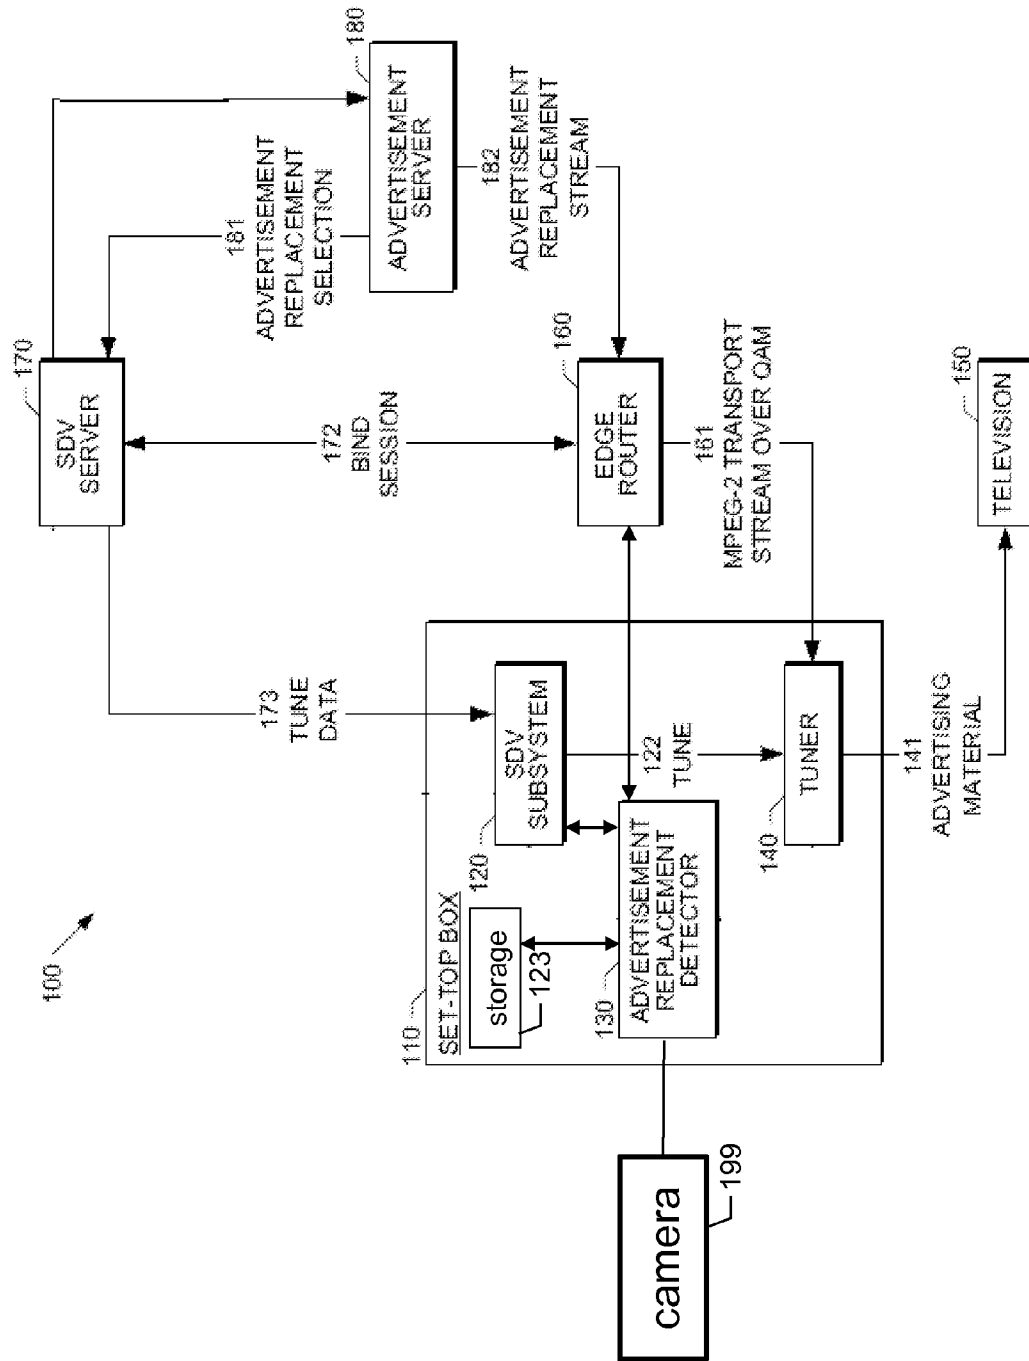 100
170
SDV
SERVER
181
ADVERTISEMENT
REPLACEMENT
SELECTION
180
ADVERTISEMENT
SERVER
172
BIND
SESSION
173
TUNE
DATA
182
ADVERTISEMENT
REPLACEMENT
STREAM
110
SET-TOP BOX
storage
123
120
SDV
SUBSYSTEM
160
EDGE
ROUTER
camera
199
130
ADVERTISEMENT
REPLACEMENT
DETECTOR
122
TUNE
161
MPEG-2 TRANSPORT
STREAM OVER QAM
140
TUNER
141
ADVERTISING
MATERIAL
150
TELEVISION